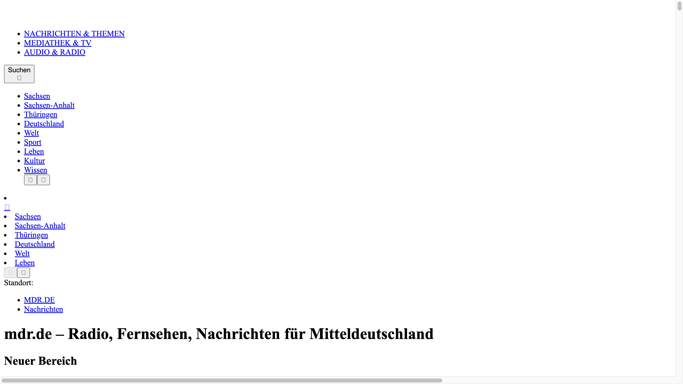 NACHRICHTEN & THEMEN
MEDIATHEK & TV
AUDIO & RADIO
Suchen
Sachsen
Sachsen-Anhalt
Thüringen
Deutschland
Welt
Sport
Leben
Kultur
Wissen
Sachsen
Sachsen-Anhalt
Thüringen
Deutschland
Welt
Leben
Standort:
MDR.DE
Nachrichten
mdr.de – Radio, Fernsehen, Nachrichten für Mitteldeutschland
Neuer Bereich